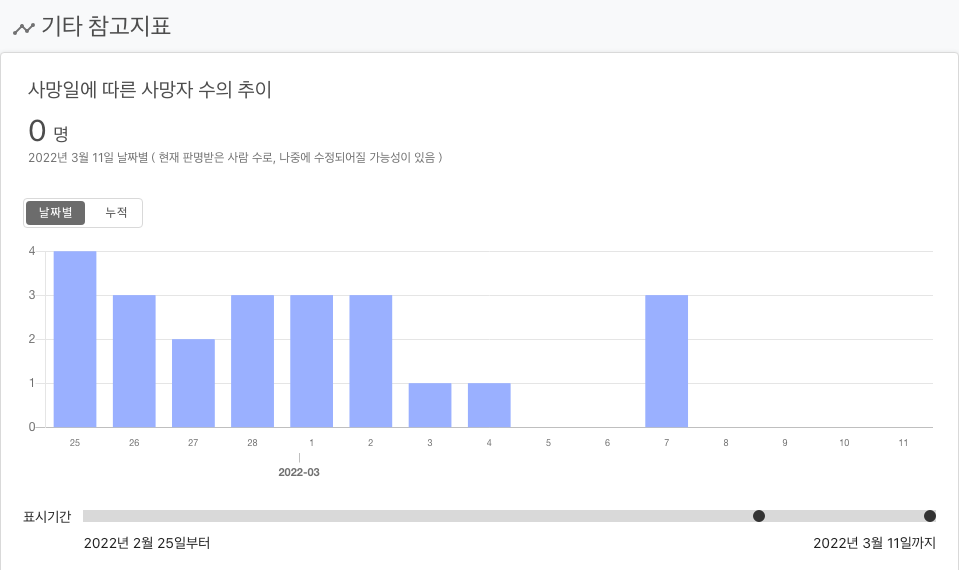 기타 참고지표
사망일에 따른 사망자 수의 추이
0 명
2022년 3월 11일 날짜별 ( 현재 판명받은 사람 수로, 나중에 수정되어질 가능성이 있음 )
날짜별 누적
4
3
2
1
0
25 26 27 28 1 2 3 4 5 6 7 8 9 10 11
2022-03
표시기간
2022년 2월 25일부터 2022년 3월 11일까지